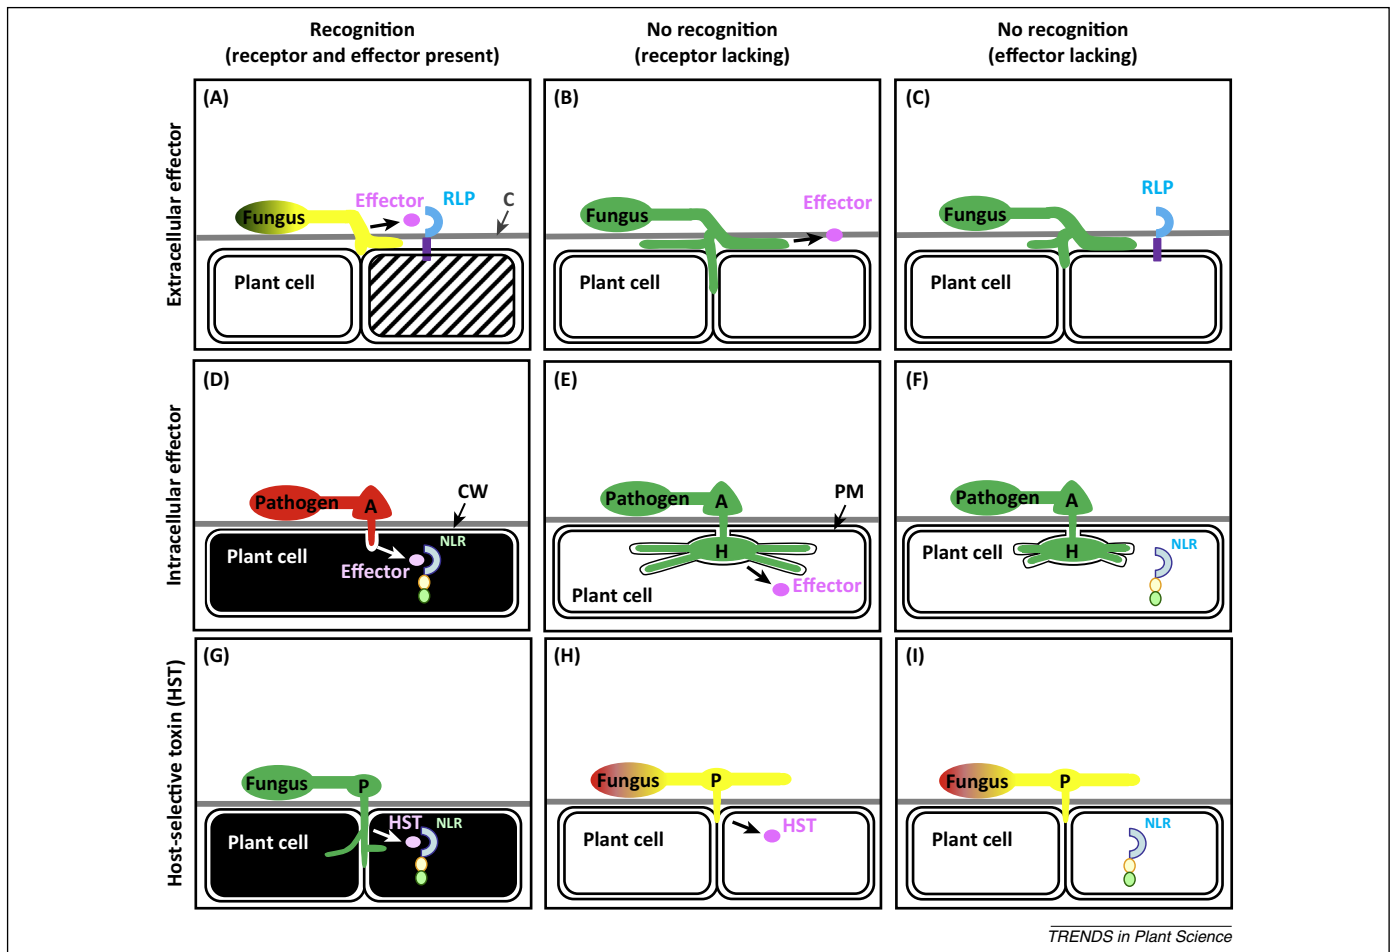 Recognition
(receptor and effector present)
No recognition
(receptor lacking)
No recognition
(effector lacking)
Extracellular effector
(A)
Effector
RLP
C
Fungus
Plant cell
(B)
Effector
Fungus
Plant cell
(C)
RLP
Fungus
Plant cell
Intracellular effector
(D)
CW
Pathogen
A
NLR
Plant cell
Effector
(E)
PM
Pathogen
A
H
Effector
Plant cell
(F)
Pathogen
A
NLR
Plant cell
H
Host-selective toxin (HST)
(G)
Fungus
P
HST
NLR
Plant cell
(H)
Fungus
P
HST
Plant cell
(I)
Fungus
P
NLR
Plant cell
TRENDS in Plant Science